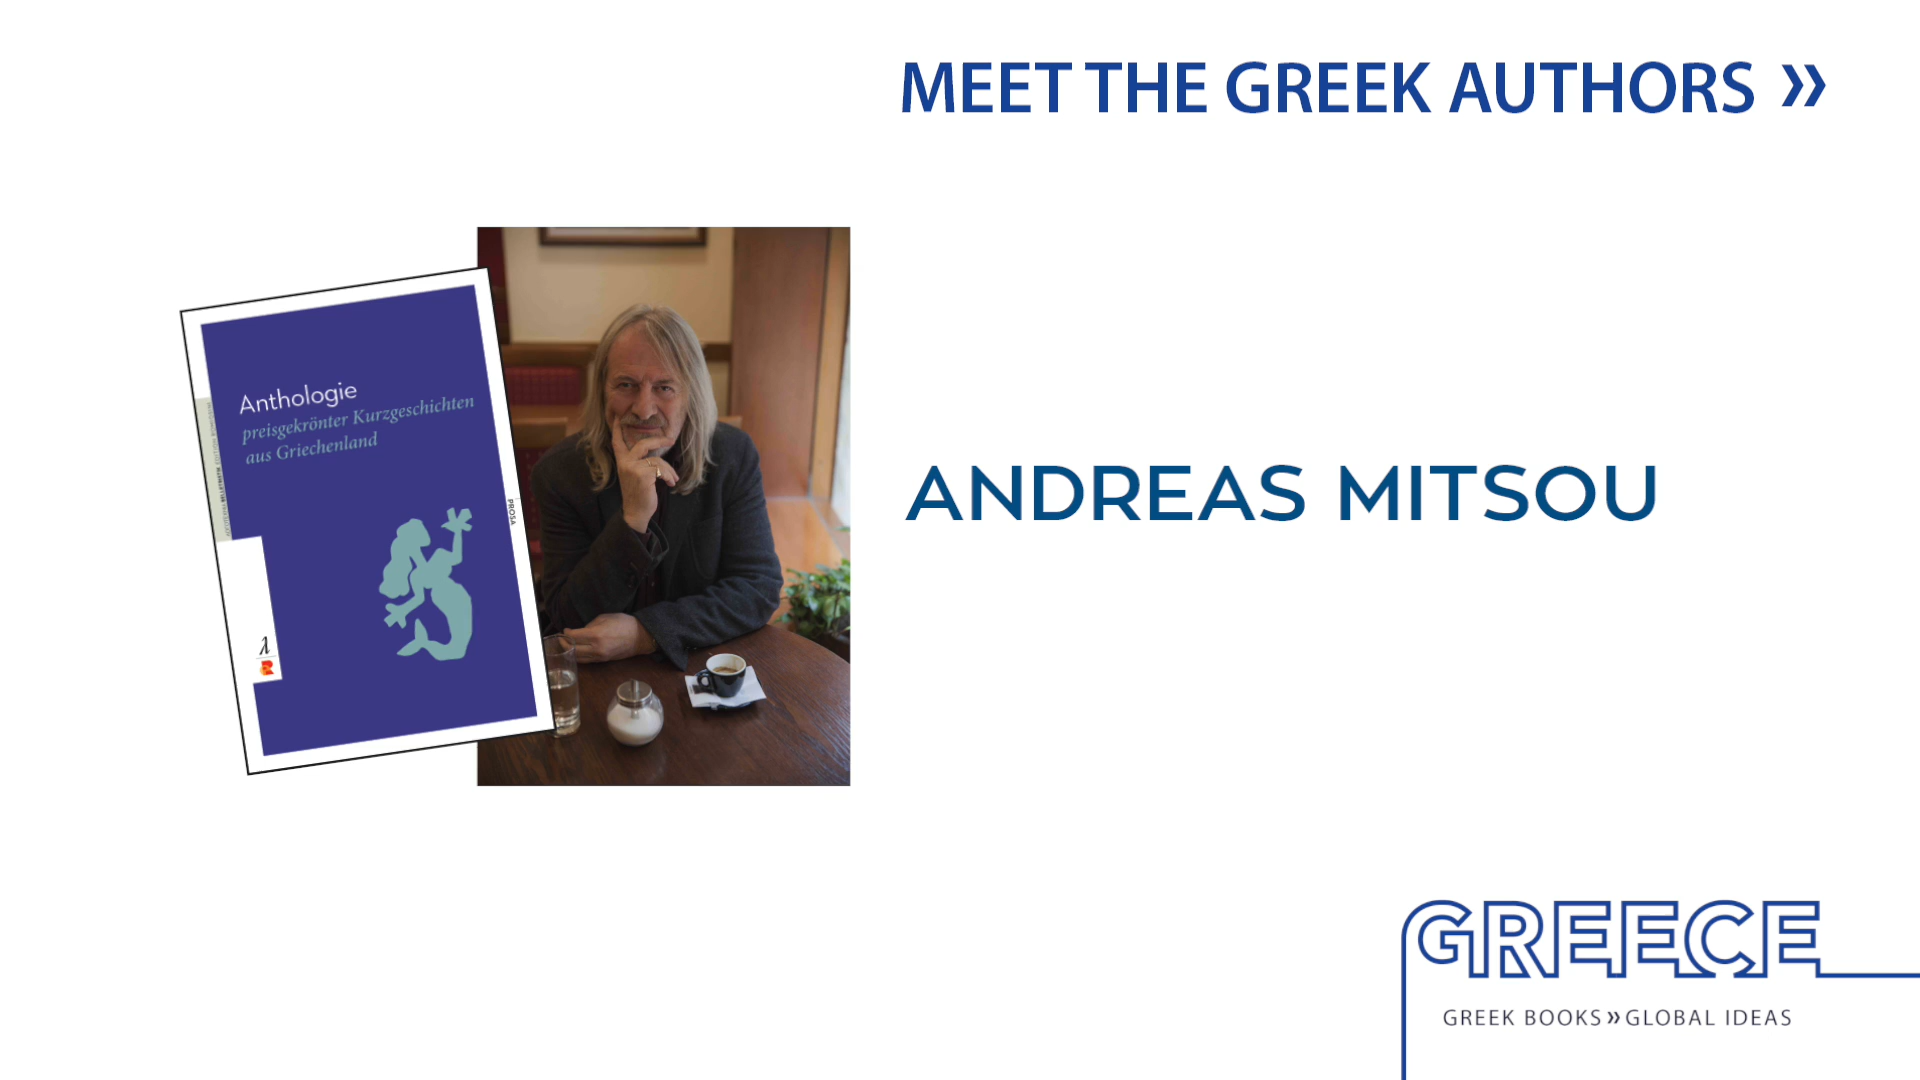 MEET THE GREEK AUTHORS »
Anthologie
preisgekrönter Kurzgeschichten
aus Griechenland
PROSA
λ
ANDREAS MITSOU
GREECE
GREEK BOOKS»GLOBAL IDEAS